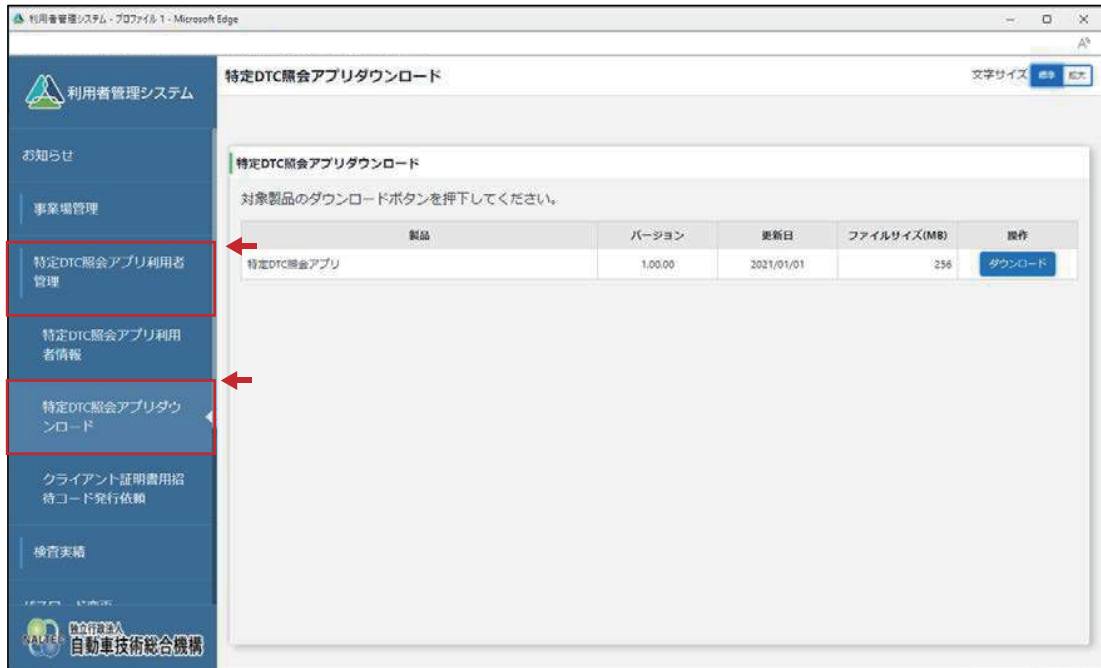 利用者管理システム - プロファイル 1 - Microsoft Edge
利用者管理システム
特定DTC照会アプリダウンロード
文字サイズ 標準 拡大
お知らせ
事業場管理
特定DTC照会アプリ利用者
管理
特定DTC照会アプリ利用
者情報
特定DTC照会アプリダウ
ンロード
クライアント証明書用招
待コード発行依頼
検査実績
パスワード変更
NALTEC
独立行政法人
自動車技術総合機構
特定DTC照会アプリダウンロード
対象製品のダウンロードボタンを押下してください。
製品 バージョン 更新日 ファイルサイズ(MB) 操作
特定DTC照会アプリ 1.00.00 2021/01/01 256 ダウンロード